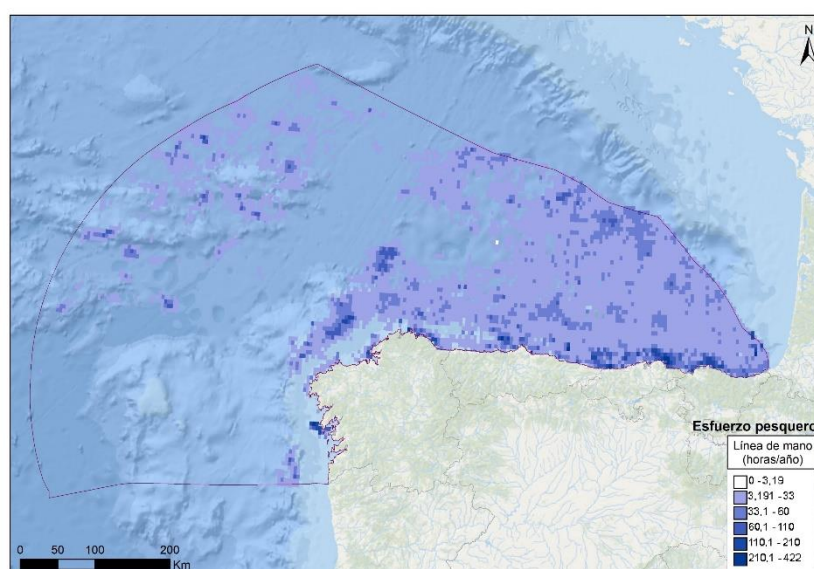 N
Esfuerzo pesquero
Línea de mano
(horas/año)
0 - 3,19
3,191 - 33
33,1 - 60
60,1 - 110
110,1 - 210
210,1 - 422
0 50 100 200
Km